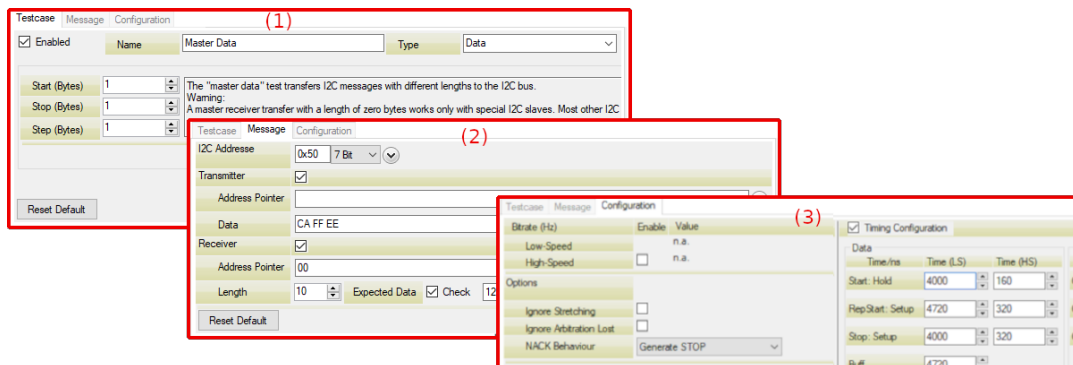 Testcase Message Configuration
(1)
Enabled Name Master Data Type Data
Start (Bytes) 1
Stop (Bytes) 1
Step (Bytes) 1
The "master data" test transfers I2C messages with different lengths to the I2C bus.
Warning:
A master receiver transfer with a length of zero bytes works only with special I2C slaves. Most other I2C
Reset Default
Testcase Message Configuration
(2)
I2C Addresse 0x50 7 Bit
Transmitter
Address Pointer
Data CA FF EE
Receiver
Address Pointer 00
Length 10 Expected Data Check 12
Reset Default
Testcase Message Configuration
(3)
Bitrate (Hz) Enable Value
Low-Speed n.a.
High-Speed n.a.
Options
Ignore Stretching
Ignore Arbitration Lost
NACK Behaviour Generate STOP
Timing Configuration
Data
Time/ns Time (LS) Time (HS)
Start: Hold 4000 160
RepStart: Setup 4720 320
Stop: Setup 4000 320
Buff 4720